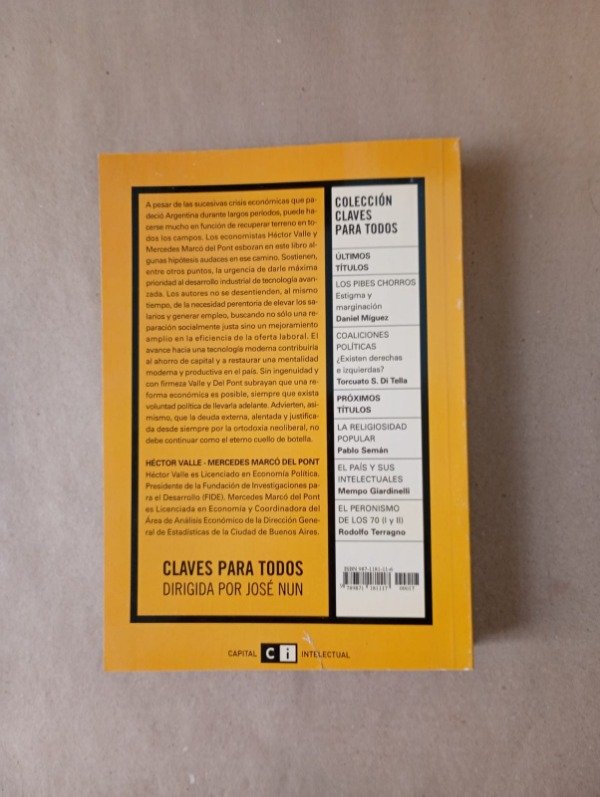 A pesar de las sucesivas crisis económicas que pa-
deció Argentina durante largos períodos, puede ha-
cerse mucho en función de recuperar terreno en to-
dos los campos. Los economistas Héctor Valle y
Mercedes Marcó del Pont esboran en este libro algu-
nas hipótesis audaces en ese camino. Sostienen,
entre otros puntos, la urgencia de darle máxima
prioridad al desarrollo industrial de tecnología avan-
zada. Los autores no se desentienden, al mismo
tiempo, de la necesidad perentoria de elevar los sa-
larios y generar empleo, buscando no sólo una re-
paración socialmente justa sino un mejoramiento
amplio en la eficiencia de la oferta laboral. El
avance hacia una tecnología moderna contribuiría
al ahorro de capital y a restaurar una mentalidad
moderna y productiva en el país. Sin ingenuidad y
con firmeza Valle y Del Pont subrayan que una re-
forma económica es posible, siempre que exista
voluntad política de llevarla adelante. Advierten, asi-
mismo, que la deuda externa, alentada y justifica-
da desde siempre por la ortodoxia neoliberal, no
debe continuar como el eterno cuello de botella.
HÉCTOR VALLE - MERCEDES MARCÓ DEL PONT
Héctor Valle es Licenciado en Economía Política.
Presidente de la Fundación de Investigaciones pa-
ra el Desarrollo (FIDE). Mercedes Marcó del Pont
es Licenciada en Economía y Coordinadora del
Área de Análisis Económico de la Dirección Gene-
ral de Estadísticas de la Ciudad de Buenos Aires.
CLAVES PARA TODOS
DIRIGIDA POR JOSÉ NUN
COLECCIÓN
CLAVES
PARA TODOS
ÚLTIMOS
TÍTULOS
LOS PIBES CHORROS
Estigma y
marginación
Daniel Míguez
COALICIONES
POLÍTICAS
¿Existen derechas
e izquierdas?
Torcuato S. Di Tella
PRÓXIMOS
TÍTULOS
LA RELIGIOSIDAD
POPULAR
Pablo Semán
EL PAÍS Y SUS
INTELECTUALES
Mempo Giardinelli
EL PERONISMO
DE LOS 70 (I y II)
Rodolfo Terragno
CAPITAL Ci INTELECTUAL